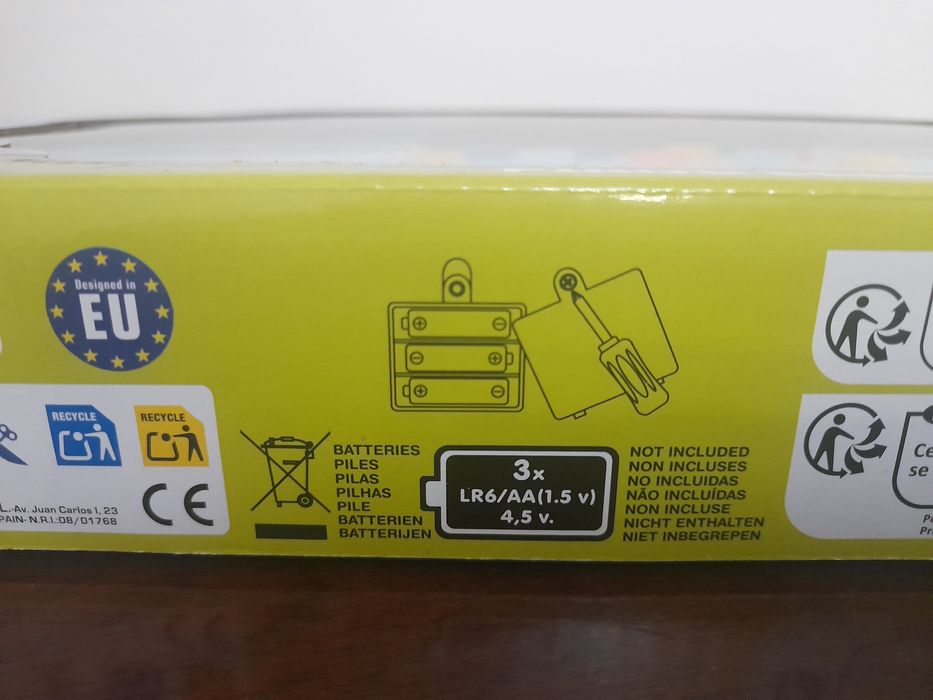 Designed in
EU
RECYCLE
RECYCLE
L.-Av. Juan Carlos I, 23
PAIN- N.R.I.:08/01768
CE
BATTERIES
PILES
PILAS
PILHAS
PILE
BATTERIEN
BATTERIJEN
3x
LR6/AA(1.5 v)
4,5 v.
NOT INCLUDED
NON INCLUSES
NO INCLUIDAS
NÃO INCLUÍDAS
NON INCLUSE
NICHT ENTHALTEN
NIET INBEGREPEN
Ce
se